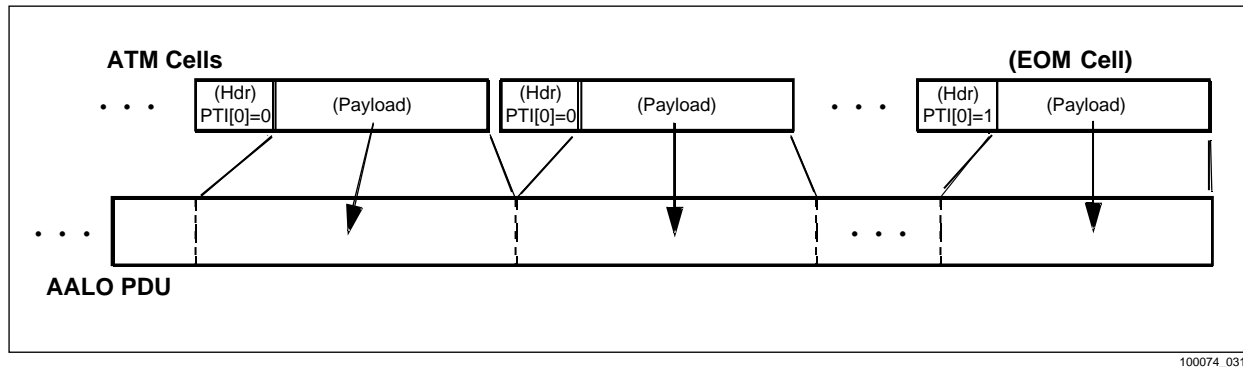 ATM Cells
(EOM Cell)
(Hdr)
PTI[0]=0
(Payload)
(Hdr)
PTI[0]=0
(Payload)
(Hdr)
PTI[0]=1
(Payload)
• • •
• • •
• • •
• • •
AALO PDU
100074_031